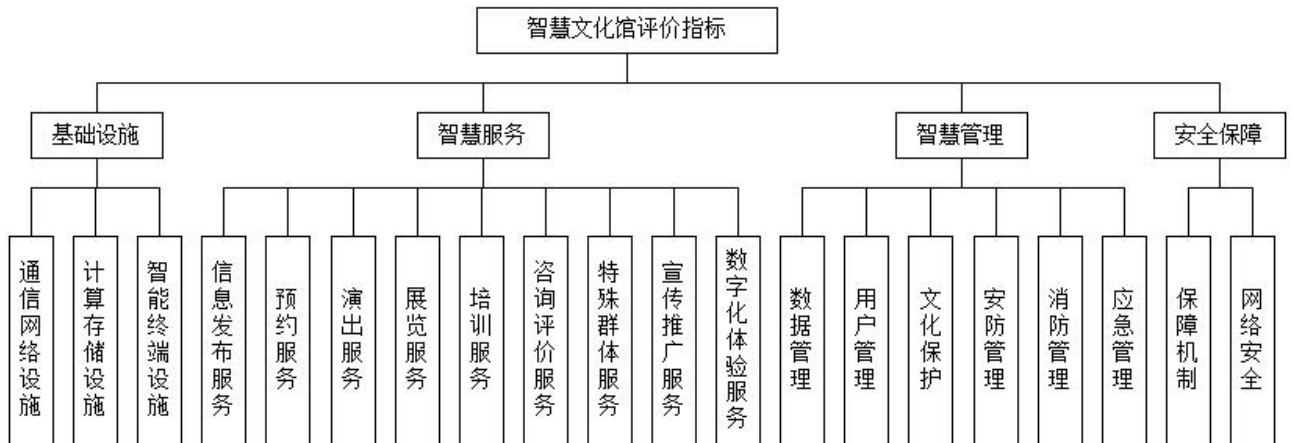 智慧文化馆评价指标
基础设施
智慧服务
智慧管理
安全保障
通信网络设施
计算存储设施
智能终端设施
信息发布服务
预约服务
演出服务
展览服务
培训服务
咨询评价服务
特殊群体服务
宣传推广服务
数字化体验服务
数据管理
用户管理
文化保护
安防管理
消防管理
应急管理
保障机制
网络安全